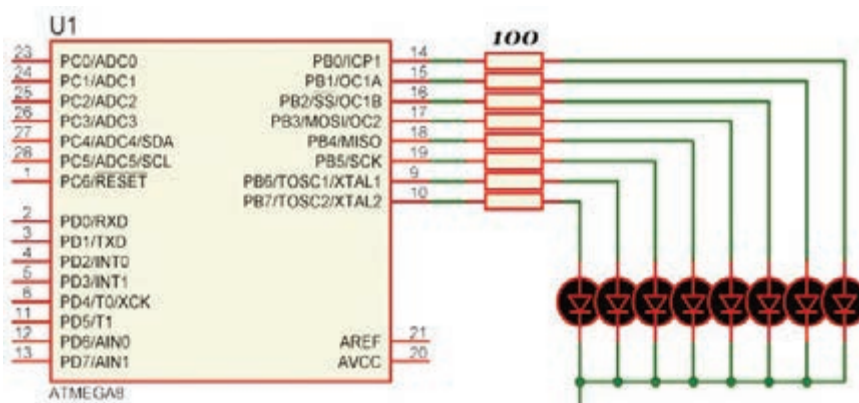 U1
100
23 PC0/ADC0 PB0/ICP1 14
24 PC1/ADC1 PB1/OC1A 15
25 PC2/ADC2 PB2/SS/OC1B 16
26 PC3/ADC3 PB3/MOSI/OC2 17
27 PC4/ADC4/SDA PB4/MISO 18
28 PC5/ADC5/SCL PB5/SCK 19
1 PC6/RESET PB6/TOSC1/XTAL1 9
PB7/TOSC2/XTAL2 10
2 PD0/RXD
3 PD1/TXD
4 PD2/INT0
5 PD3/INT1
6 PD4/T0/XCK
11 PD5/T1
12 PD6/AIN0 AREF 21
13 PD7/AIN1 AVCC 20
ATMEGA8